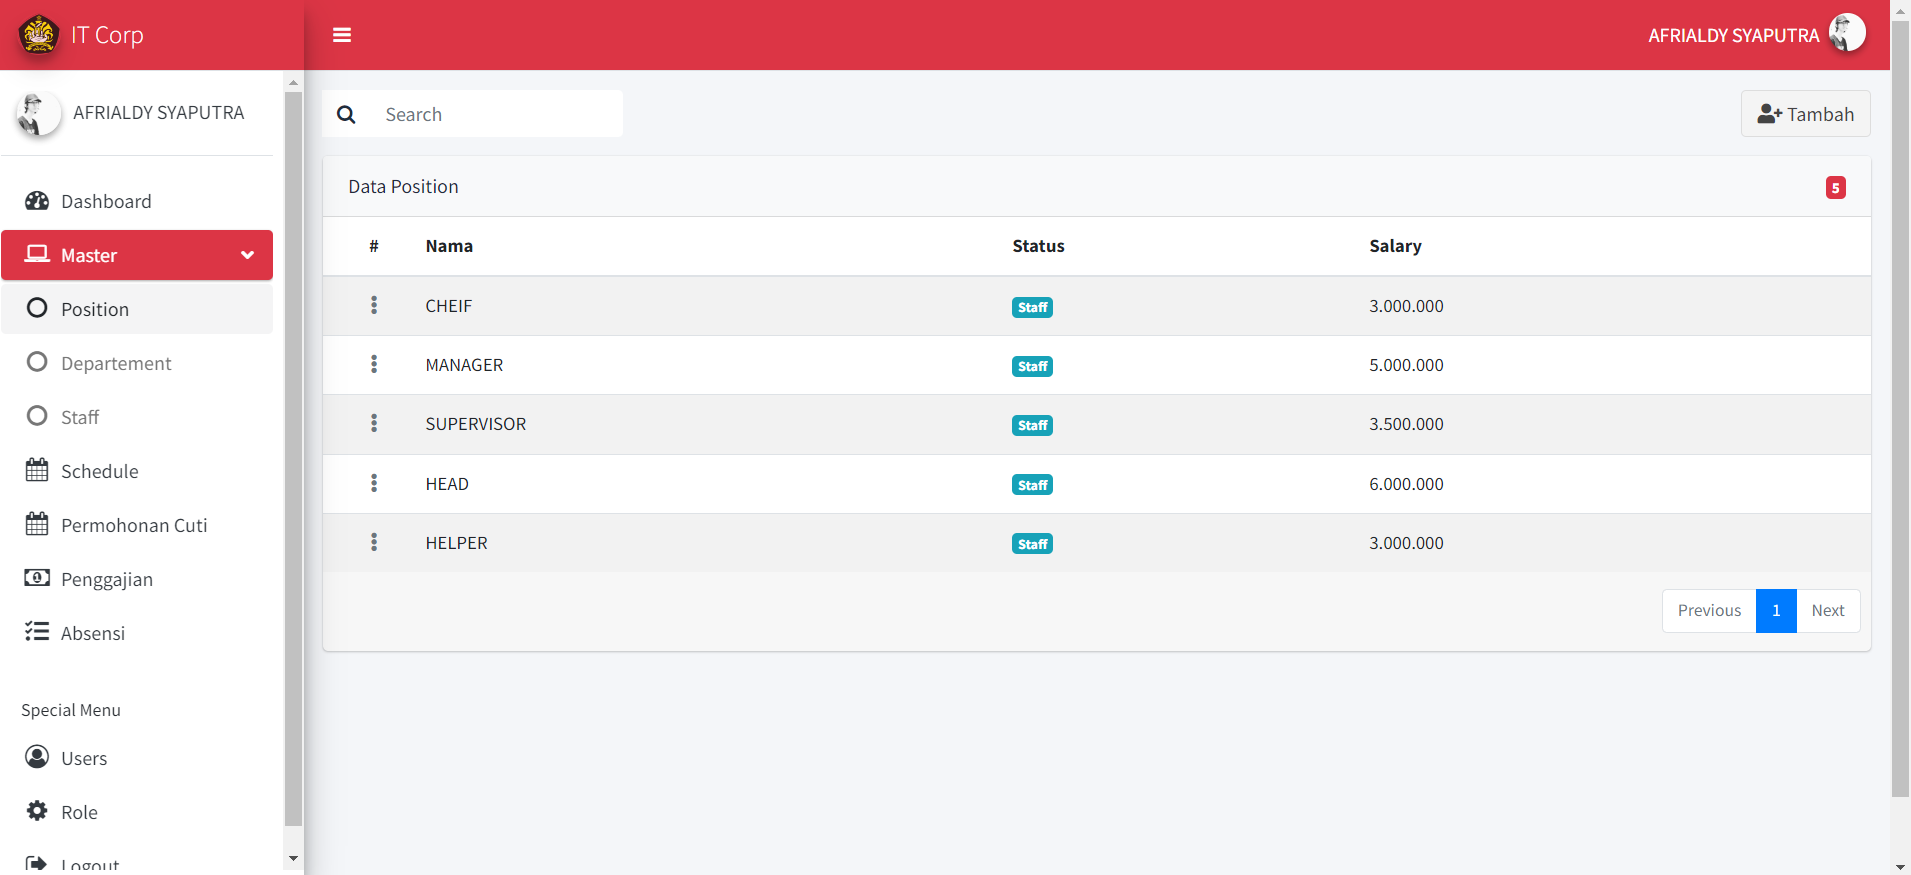 IT Corp
AFRIALDY SYAPUTRA
AFRIALDY SYAPUTRA
Dashboard
Master
Position
Departement
Staff
Schedule
Permohonan Cuti
Penggajian
Absensi
Special Menu
Users
Role
Logout
Search
Tambah
Data Position 5
# Nama Status Salary
CHEIF Staff 3.000.000
MANAGER Staff 5.000.000
SUPERVISOR Staff 3.500.000
HEAD Staff 6.000.000
HELPER Staff 3.000.000
Previous 1 Next